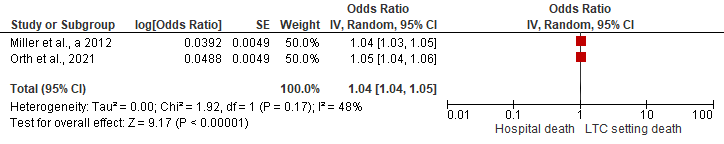 Odds Ratio Odds Ratio
Study or Subgroup log[Odds Ratio] SE Weight IV, Random, 95% CI IV, Random, 95% CI
Miller et al., a 2012 0.0392 0.0049 50.0% 1.04 [1.03, 1.05]
Orth et al., 2021 0.0488 0.0049 50.0% 1.05 [1.04, 1.06]
Total (95% CI) 100.0% 1.04 [1.04, 1.05]
Heterogeneity: Tau² = 0.00; Chi² = 1.92, df = 1 (P = 0.17); I² = 48%
Test for overall effect: Z = 9.17 (P < 0.00001)
0.01 0.1 1 10 100
Hospital death LTC setting death